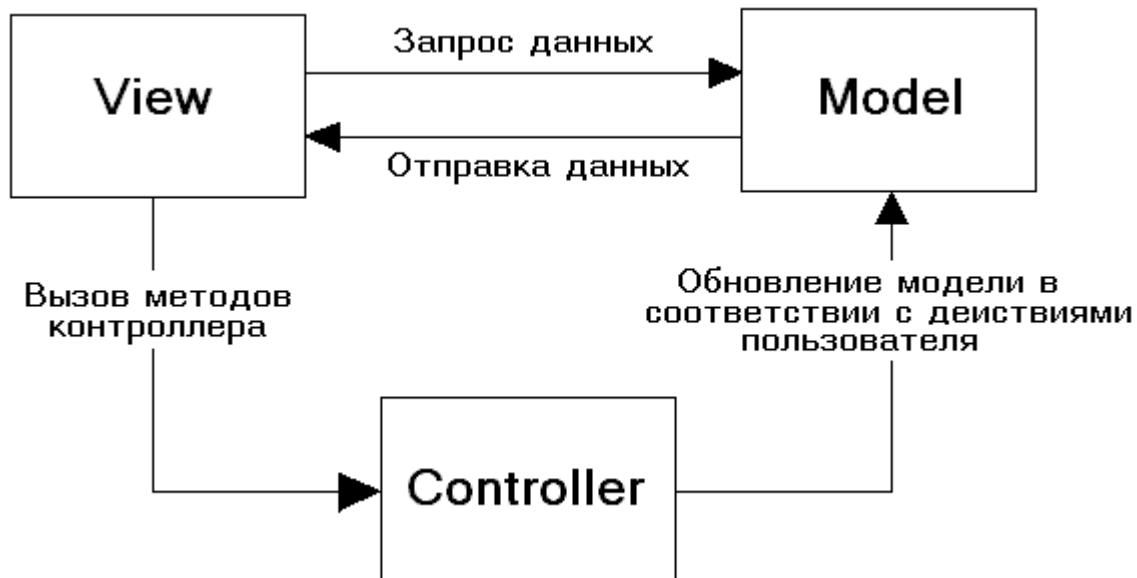 Запрос данных
View
Model
Отправка данных
Вызов методов
контроллера
Обновление модели в
соответствии с деиствиями
пользователя
Controller